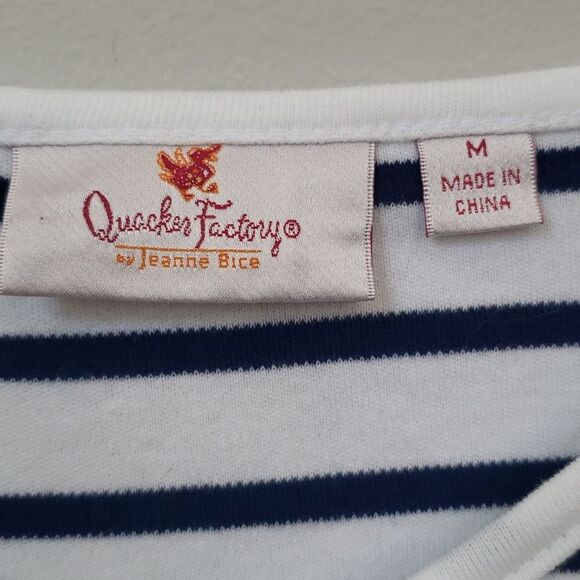 Quacker Factory®
by Jeanne Bice
M
MADE IN
CHINA